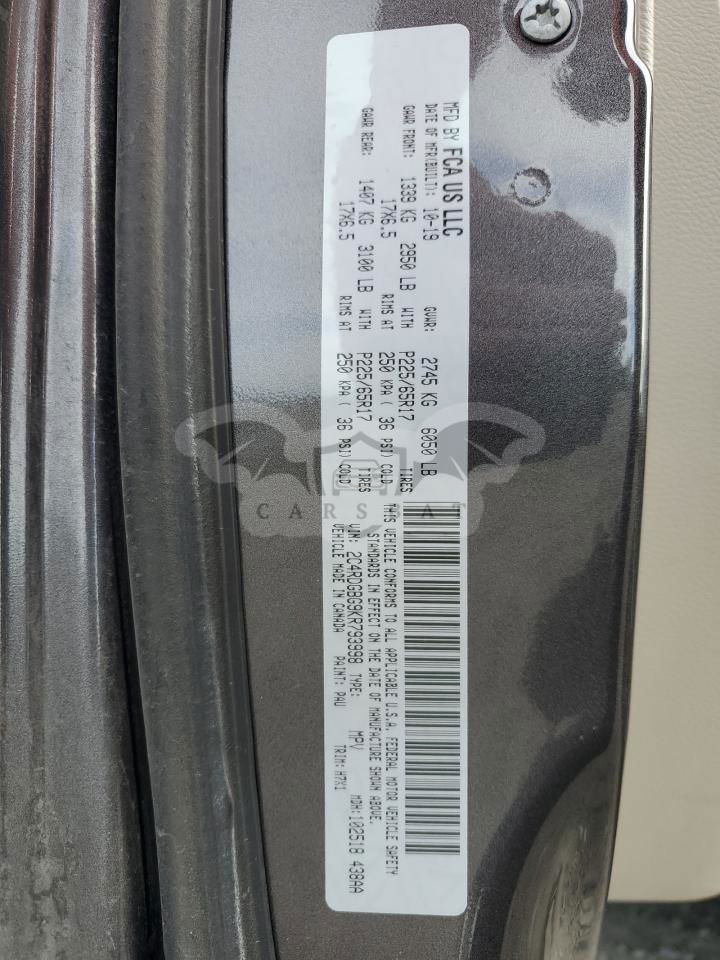 MFD BY FCA US LLC
DATE OF MFR(BUILT): 10-19 GVWR: 2745 KG 6050 LB
GAWR FRONT: 1339 KG 2950 LB WITH P225/65R17 TIRES
17X6.5 RIMS AT 250 KPA ( 36 PSI) COLD
GAWR REAR: 1407 KG 3100 LB WITH P225/65R17 TIRES
17X6.5 RIMS AT 250 KPA ( 36 PSI) COLD
THIS VEHICLE CONFORMS TO ALL APPLICABLE U.S.A. FEDERAL MOTOR VEHICLE SAFETY
STANDARDS IN EFFECT ON THE DATE OF MANUFACTURE SHOWN ABOVE.
VIN: 2C4RDGBG9KR793998 TYPE: MPV MDH:102518 438AA
VEHICLE MADE IN CANADA PAINT: PAU TRIM:H7X1
CARSBAT